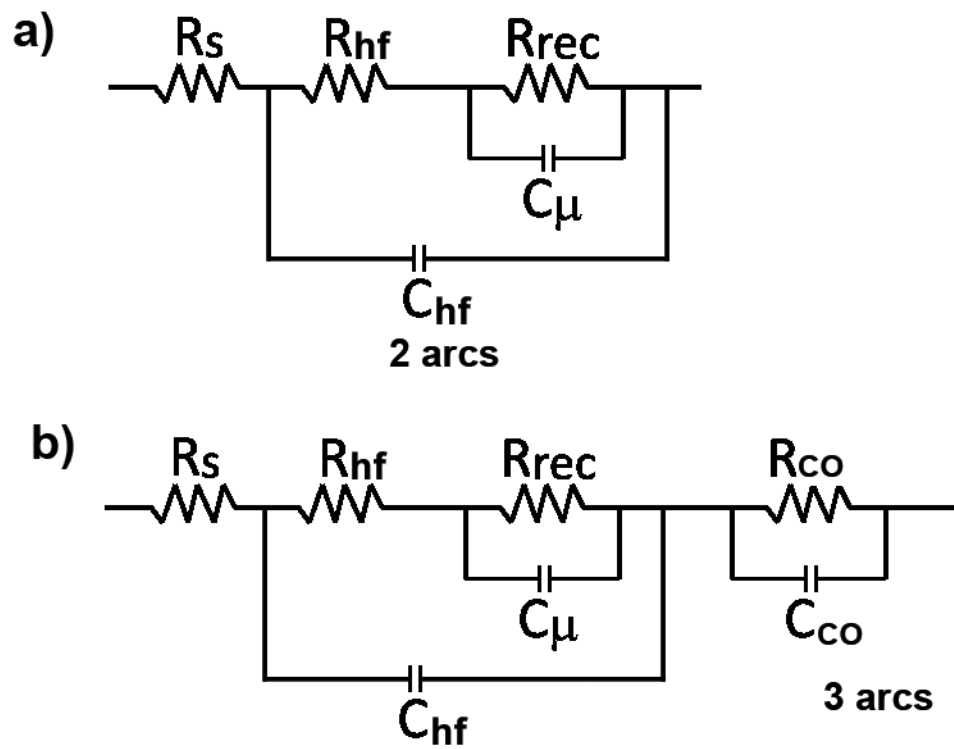 a)
Rs Rhf Rrec
Cμ
Chf
2 arcs
b)
Rs Rhf Rrec Rco
Cμ Cco
Chf
3 arcs